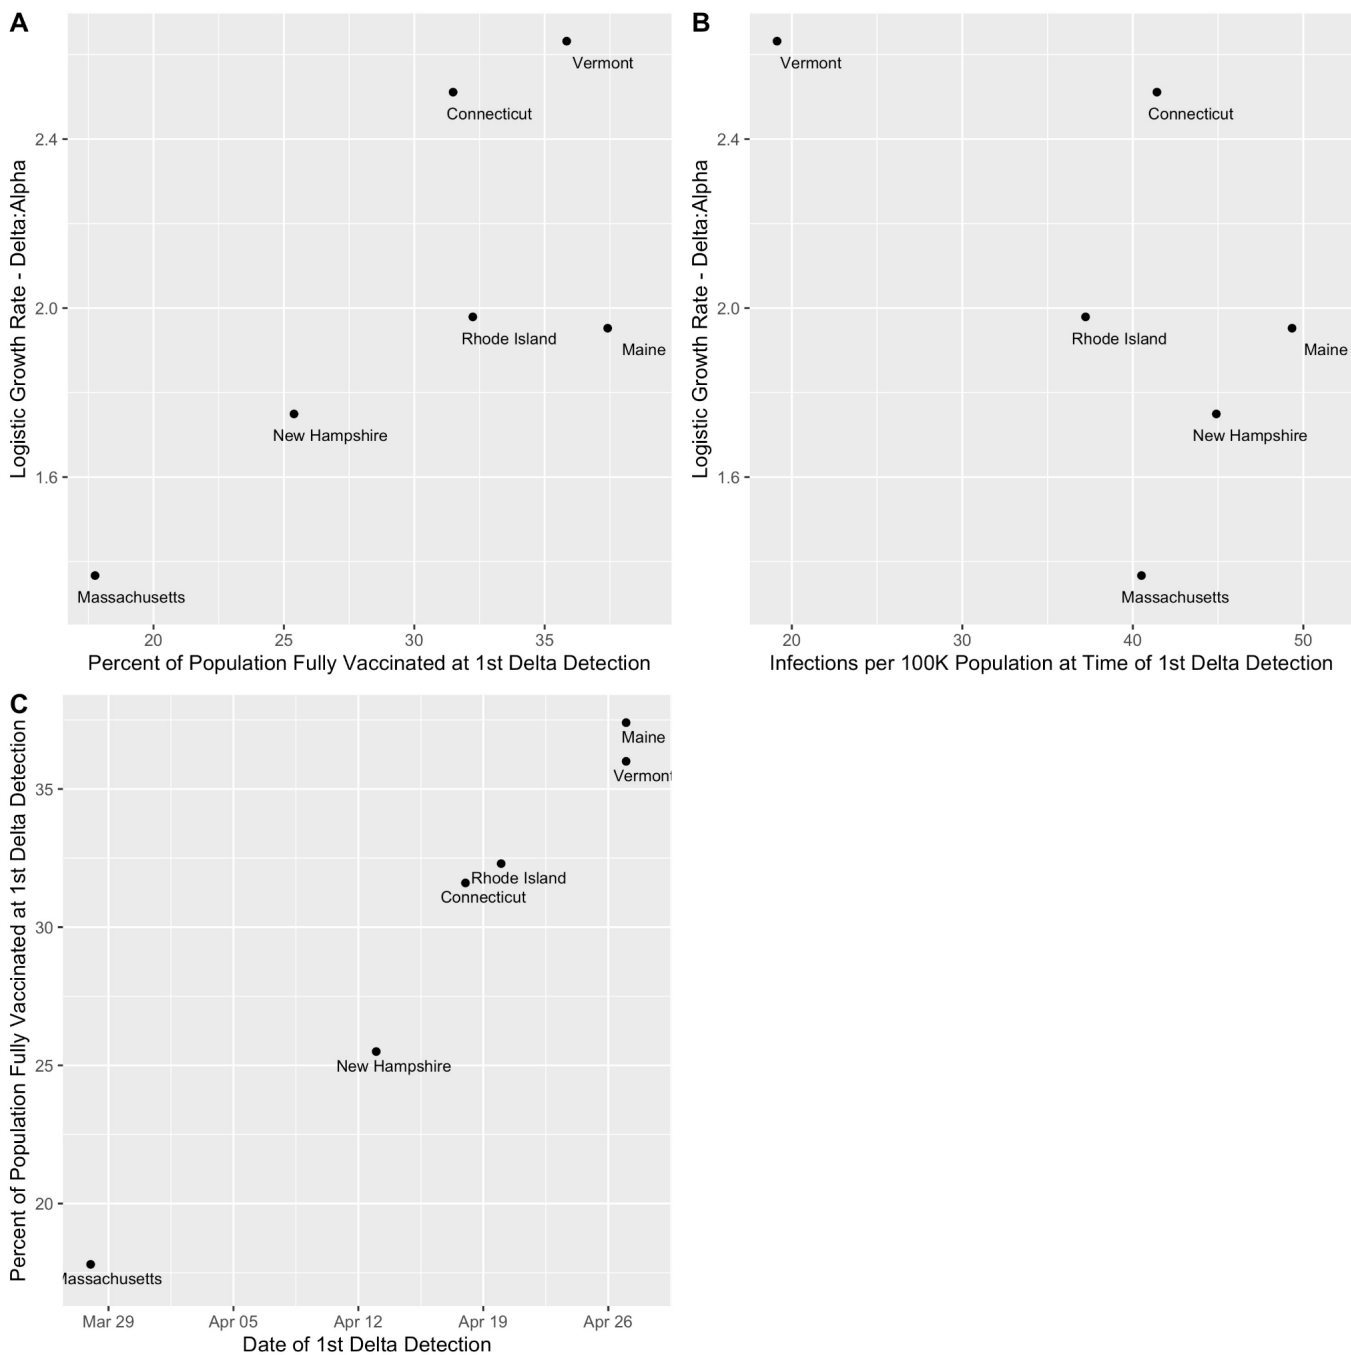 A
Logistic Growth Rate - Delta:Alpha
2.4
2.0
1.6
Vermont
Connecticut
Rhode Island
Maine
New Hampshire
Massachusetts
20 25 30 35
Percent of Population Fully Vaccinated at 1st Delta Detection
B
Logistic Growth Rate - Delta:Alpha
2.4
2.0
1.6
Vermont
Connecticut
Rhode Island
Maine
New Hampshire
Massachusetts
20 30 40 50
Infections per 100K Population at Time of 1st Delta Detection
C
Percent of Population Fully Vaccinated at 1st Delta Detection
35
30
25
20
Maine
Vermont
Rhode Island
Connecticut
New Hampshire
Massachusetts
Mar 29 Apr 05 Apr 12 Apr 19 Apr 26
Date of 1st Delta Detection